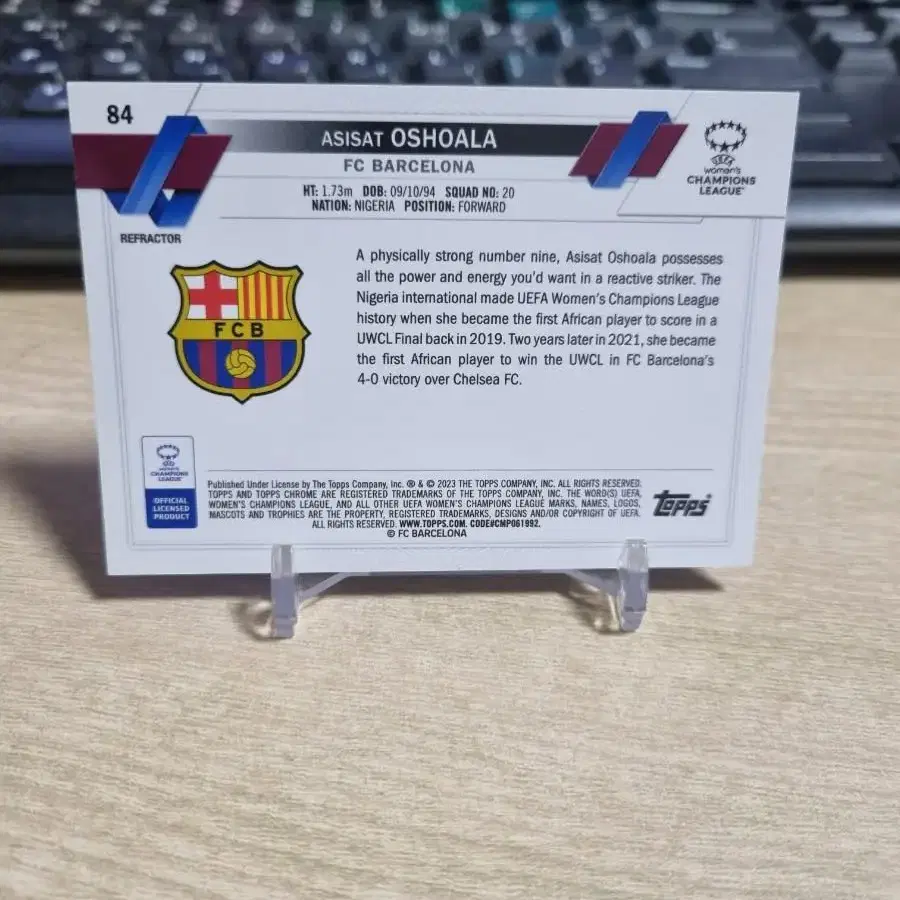 84
ASISAT OSHOALA
FC BARCELONA
HT: 1.73m DOB: 09/10/94 SQUAD NO: 20
NATION: NIGERIA POSITION: FORWARD
UEFA
women's
CHAMPIONS
LEAGUE
REFRACTOR
FCB
A physically strong number nine, Asisat Oshoala possesses
all the power and energy you'd want in a reactive striker. The
Nigeria international made UEFA Women's Champions League
history when she became the first African player to score in a
UWCL Final back in 2019. Two years later in 2021, she became
the first African player to win the UWCL in FC Barcelona's
4-0 victory over Chelsea FC.
CHAMPIONS
LEAGUE
OFFICIAL
LICENSED
PRODUCT
Published Under License by The Topps Company, Inc. ® & © 2023 THE TOPPS COMPANY, INC. ALL RIGHTS RESERVED.
TOPPS AND TOPPS CHROME ARE REGISTERED TRADEMARKS OF THE TOPPS COMPANY, INC. THE WORD(S) UEFA,
WOMEN'S CHAMPIONS LEAGUE, AND ALL OTHER UEFA WOMEN'S CHAMPIONS LEAGUE MARKS, NAMES, LOGOS,
MASCOTS AND TROPHIES ARE THE PROPERTY, REGISTERED TRADEMARKS, DESIGNS AND/OR COPYRIGHT OF UEFA.
ALL RIGHTS RESERVED. WWW.TOPPS.COM. CODE#CMP061992.
© FC BARCELONA
Topps